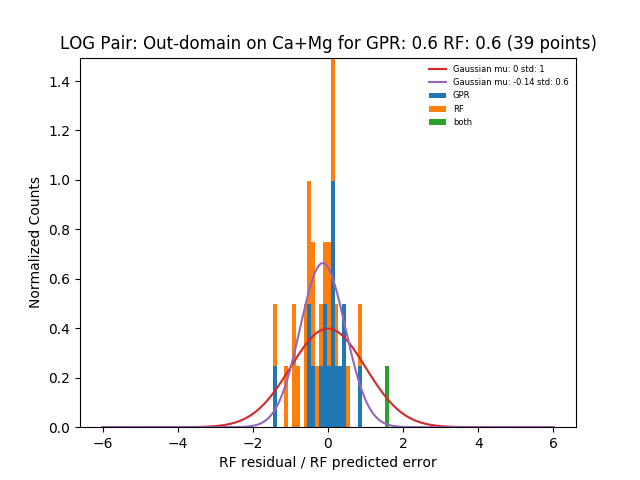 LOG Pair: Out-domain on Ca+Mg for GPR: 0.6 RF: 0.6 (39 points)
Gaussian mu: 0 std: 1
Gaussian mu: -0.14 std: 0.6
GPR
RF
both
Normalized Counts
1.4
1.2
1.0
0.8
0.6
0.4
0.2
0.0
−6 −4 −2 0 2 4 6
RF residual / RF predicted error